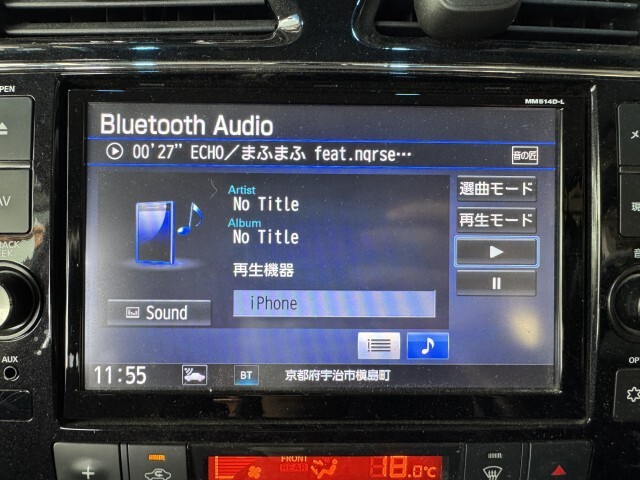 OPEN
MM514D-L
Bluetooth Audio
00'27" ECHO／まふまふ feat.nqrse…
音の匠
Artist
No Title
選曲モード
Album
No Title
再生モード
再生機器
iPhone
Sound
AUX
11:55
BT
京都府宇治市槇島町
FRONT
REAR
18.0℃